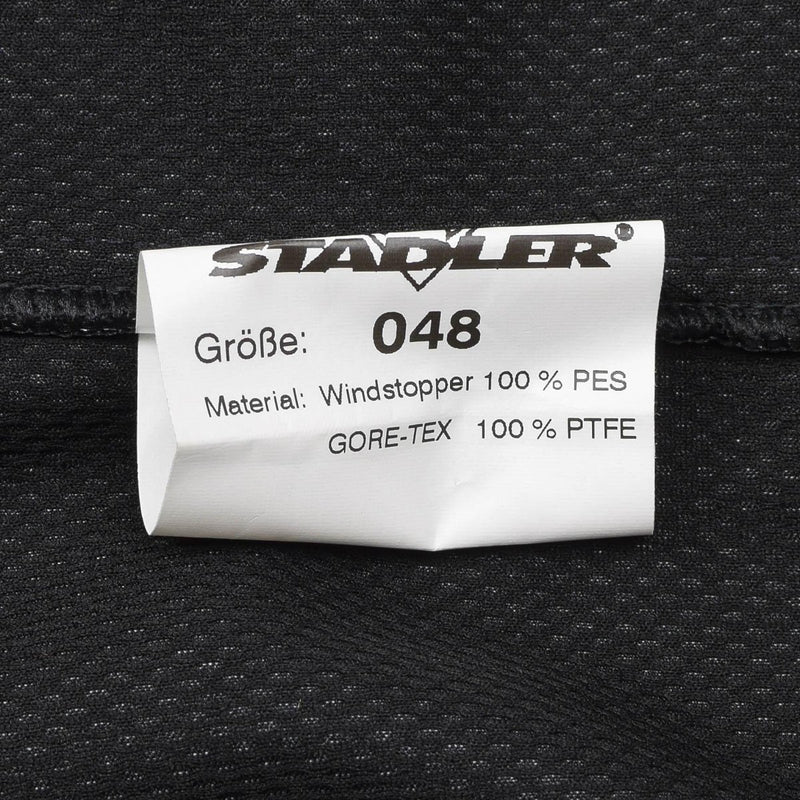 STADLER®
Größe: 048
Material: Windstopper 100 % PES
GORE-TEX 100 % PTFE